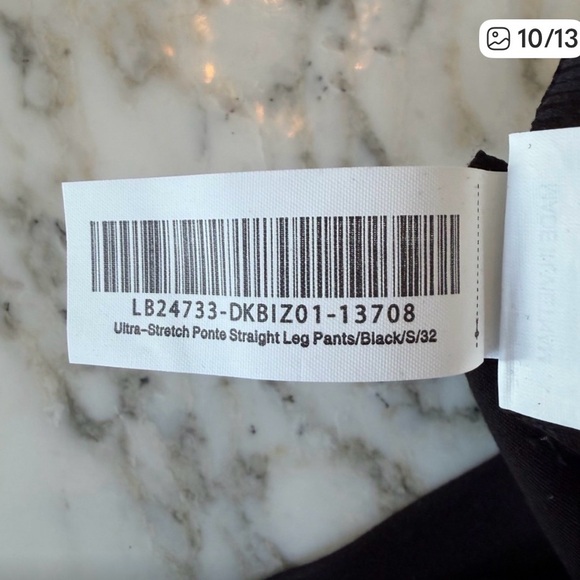 10/13
LB24733-DKBIZ01-13708
Ultra-Stretch Ponte Straight Leg Pants/Black/S/32